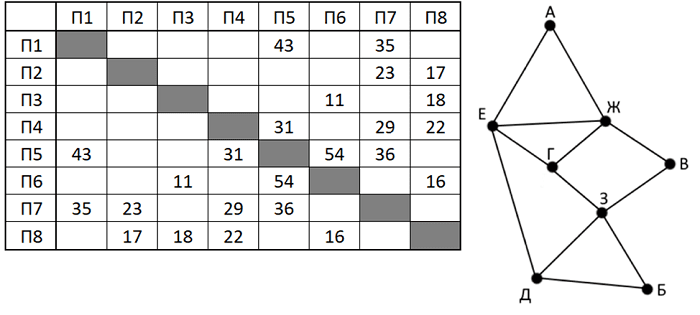 П1 П2 П3 П4 П5 П6 П7 П8
П1 43 35
П2 23 17
П3 11 18
П4 31 29 22
П5 43 31 54 36
П6 11 54 16
П7 35 23 29 36
П8 17 18 22 16
А
Е
Ж
Г
В
З
Д
Б